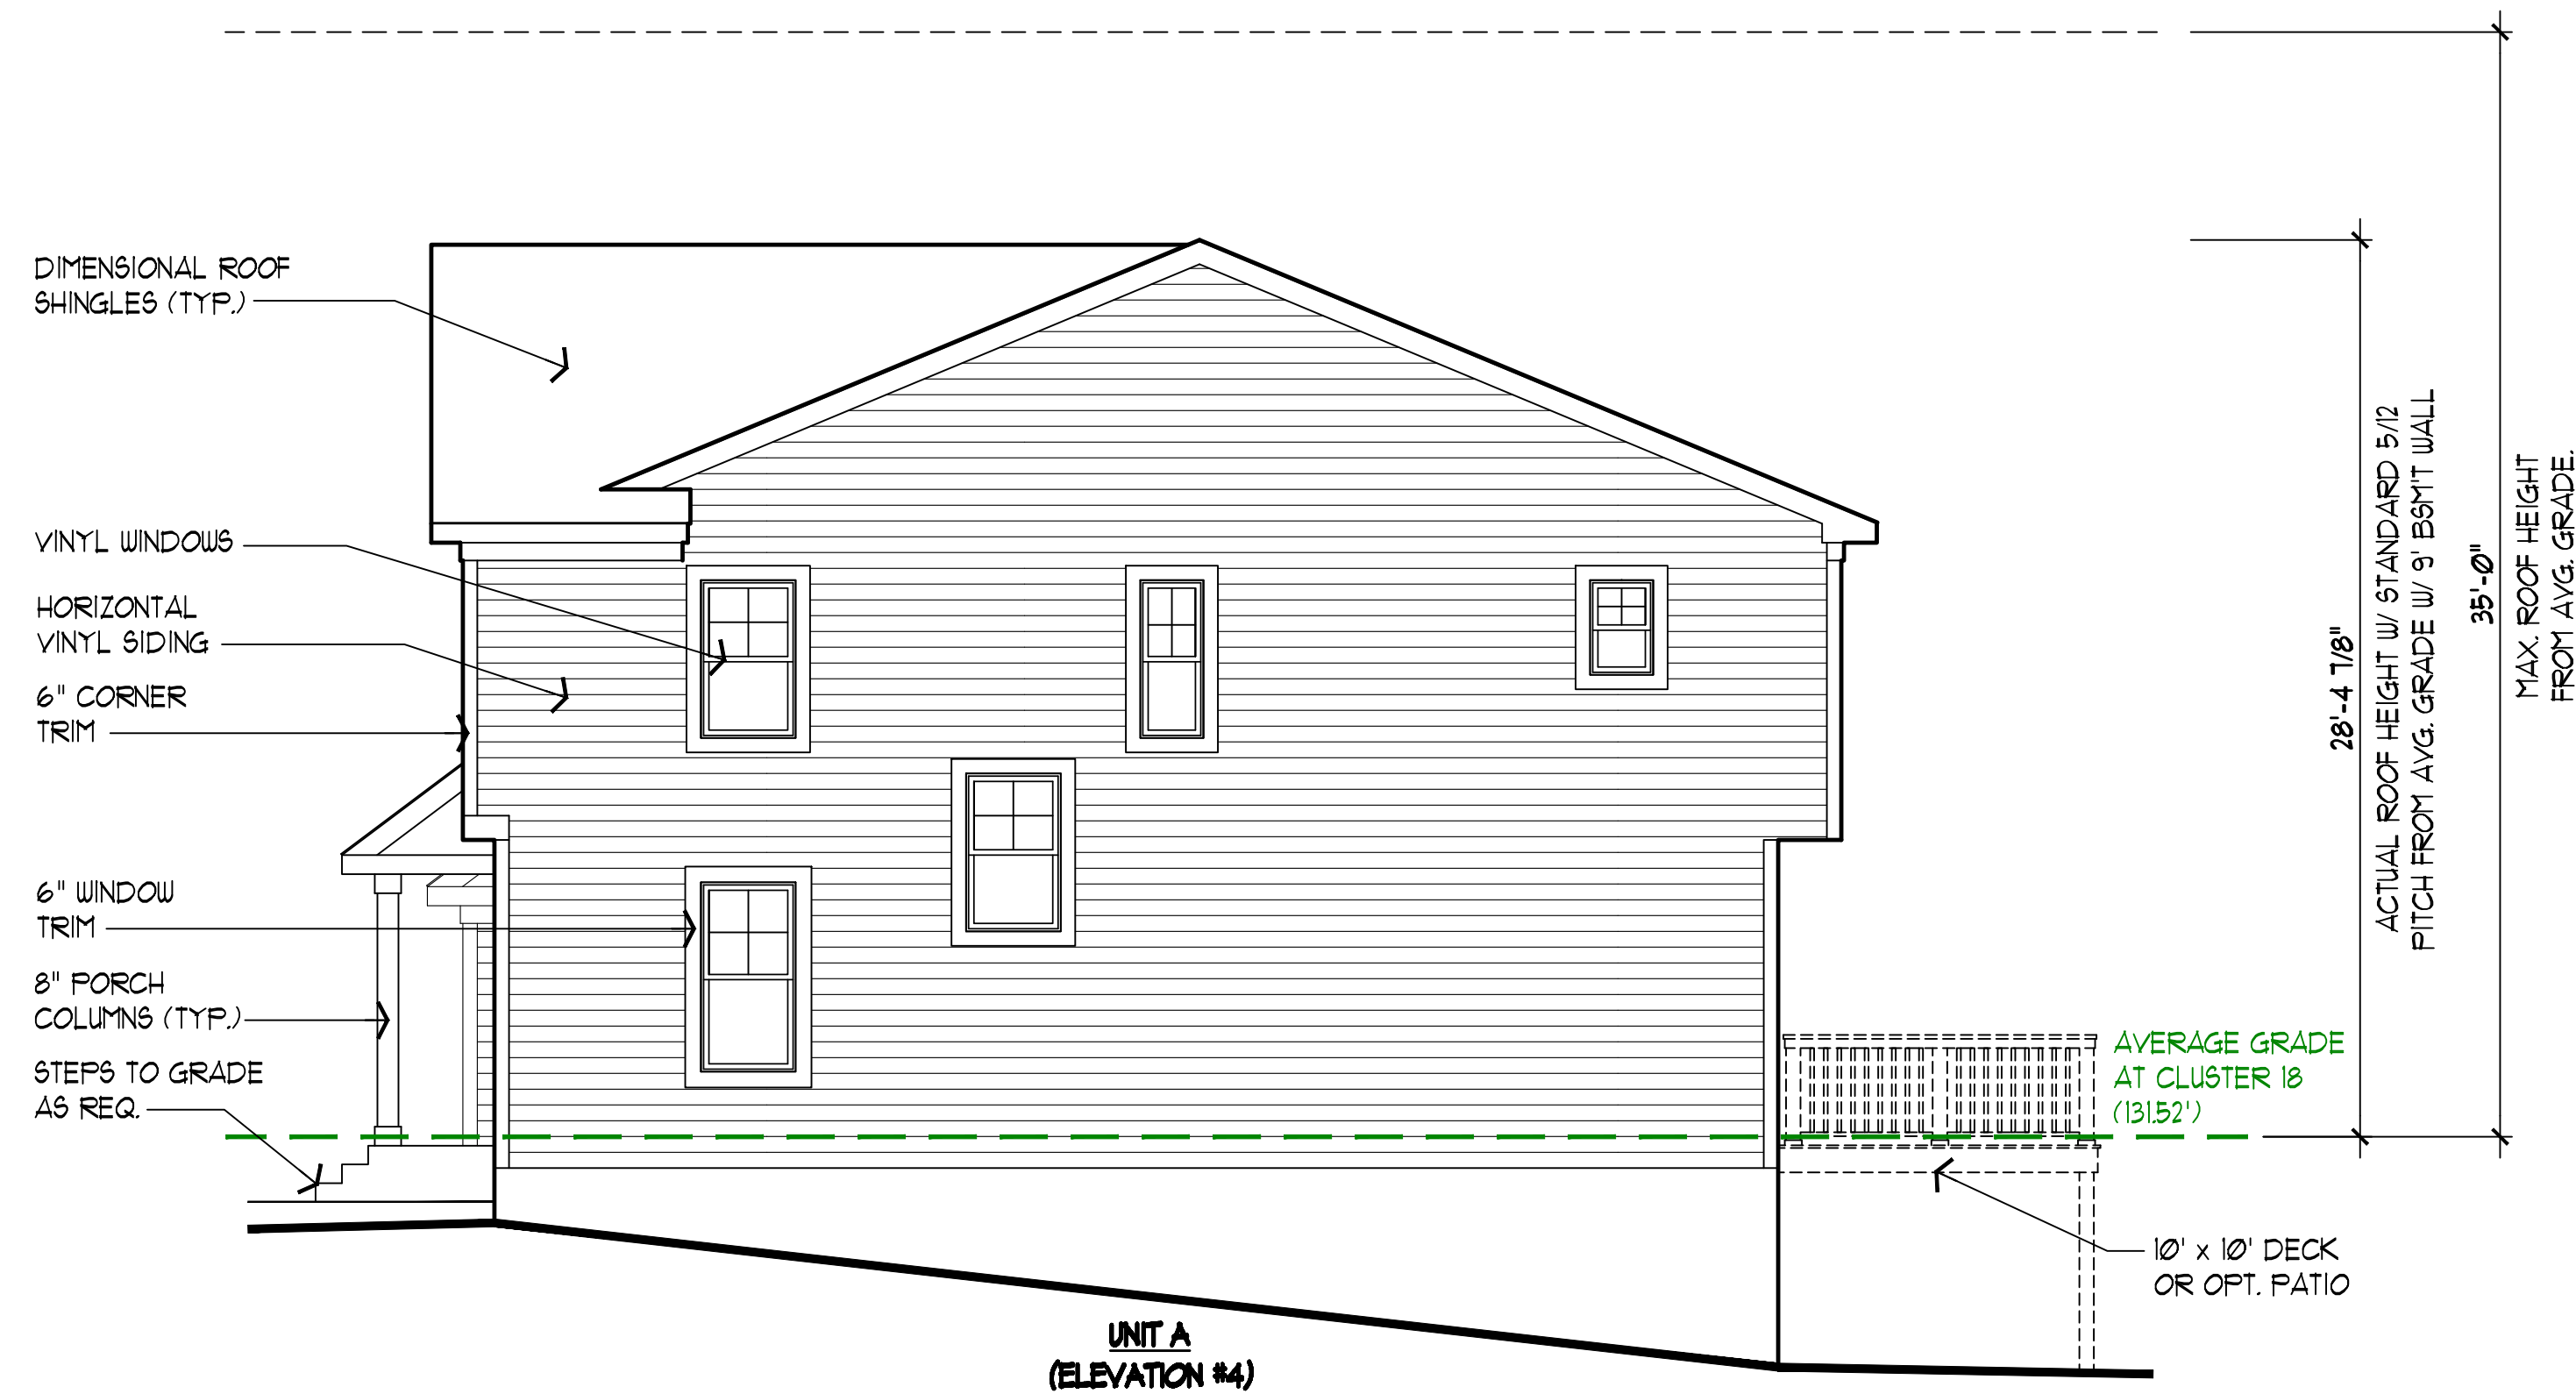 DIMENSIONAL ROOF
SHINGLES (TYP.)
VINYL WINDOWS
HORIZONTAL
VINYL SIDING
6" CORNER
TRIM
6" WINDOW
TRIM
8" PORCH
COLUMNS (TYP.)
STEPS TO GRADE
AS REQ.
UNIT A
(ELEVATION #4)
AVERAGE GRADE
AT CLUSTER 18
(131.52')
10' x 10' DECK
OR OPT. PATIO
28'-4 7/8"
ACTUAL ROOF HEIGHT W/ STANDARD 5/12
PITCH FROM AVG. GRADE W/ 9' BSM'T WALL
35'-0"
MAX. ROOF HEIGHT
FROM AVG. GRADE.